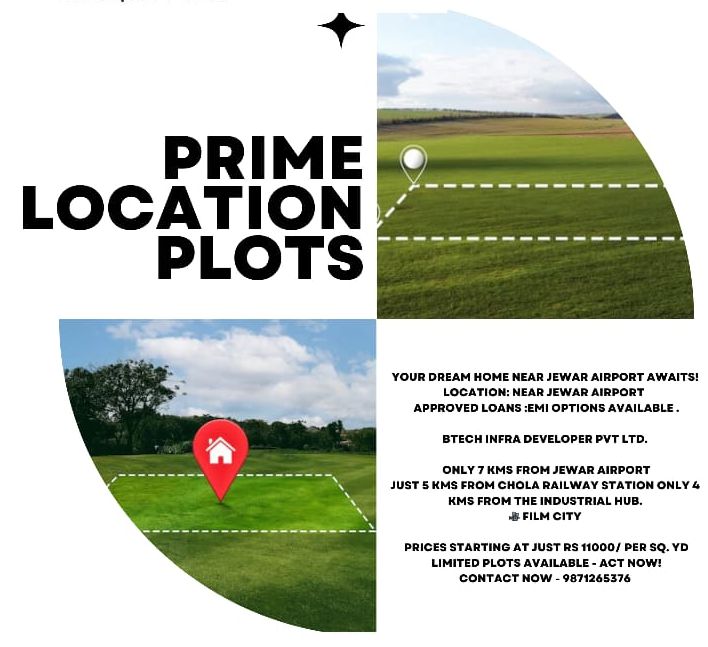 PRIME
LOCATION
PLOTS
YOUR DREAM HOME NEAR JEWAR AIRPORT AWAITS!
LOCATION: NEAR JEWAR AIRPORT
APPROVED LOANS :EMI OPTIONS AVAILABLE .
BTECH INFRA DEVELOPER PVT LTD.
ONLY 7 KMS FROM JEWAR AIRPORT
JUST 5 KMS FROM CHOLA RAILWAY STATION ONLY 4
KMS FROM THE INDUSTRIAL HUB.
🎥 FILM CITY
PRICES STARTING AT JUST RS 11000/ PER SQ. YD
LIMITED PLOTS AVAILABLE - ACT NOW!
CONTACT NOW - 9871265376